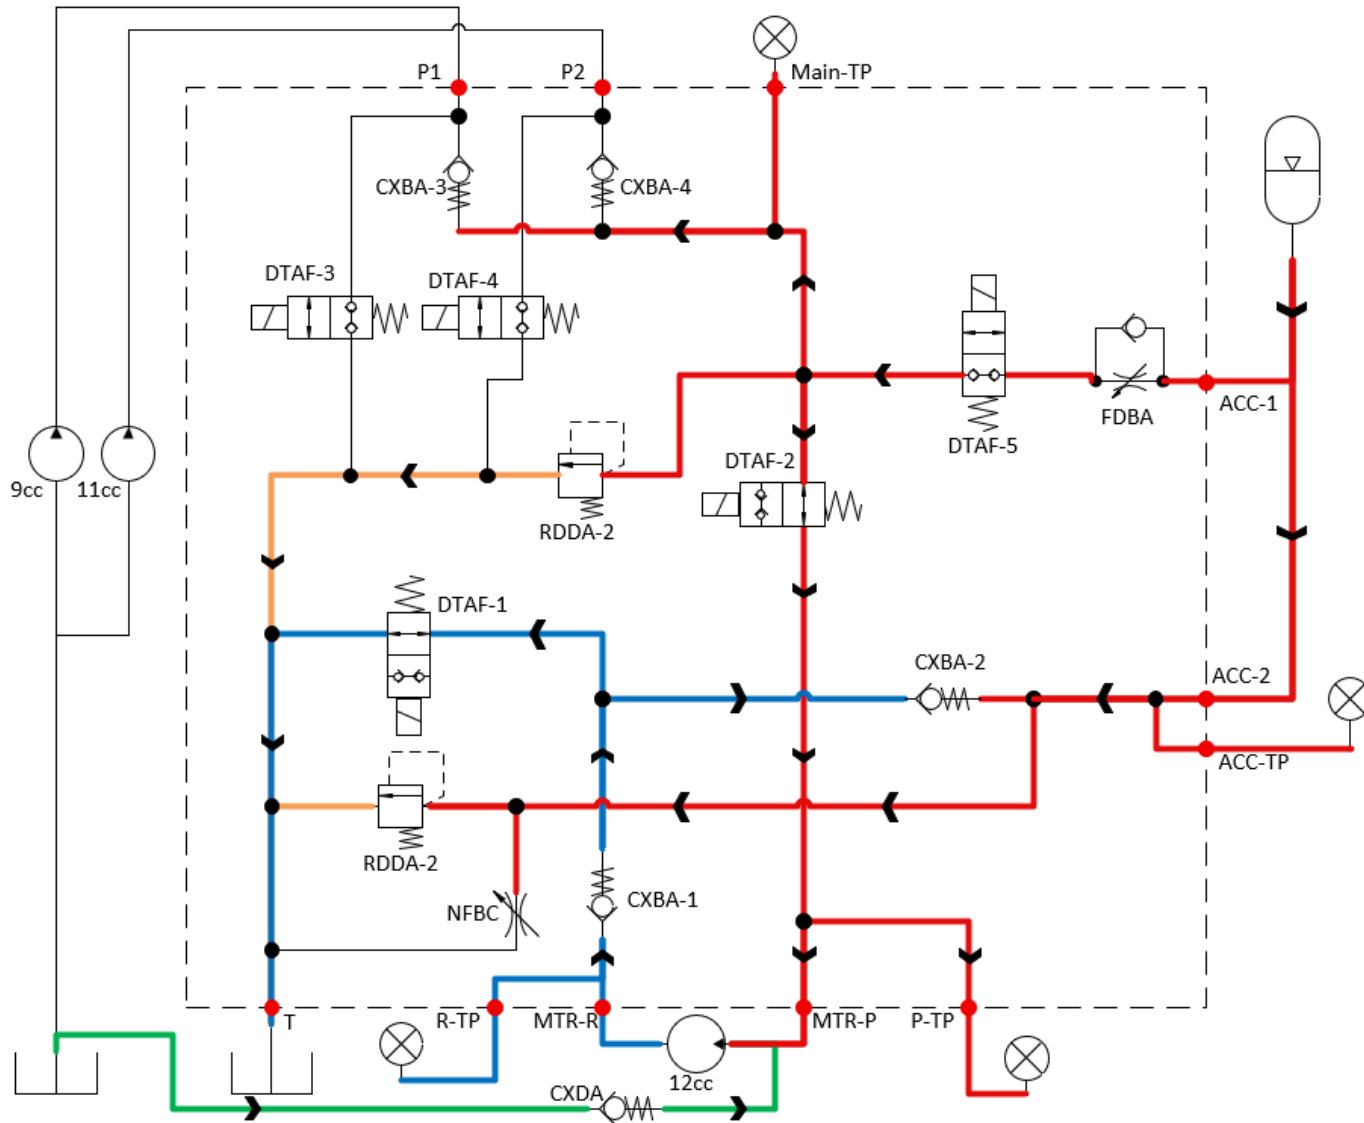 P1
P2
Main-TP
CXBA-3
CXBA-4
DTAF-3
DTAF-4
ACC-1
FDBA
DTAF-5
DTAF-2
9cc
11cc
RDDA-2
DTAF-1
CXBA-2
ACC-2
ACC-TP
RDDA-2
CXBA-1
NFBC
T
R-TP
MTR-R
MTR-P
P-TP
12cc
CXDA